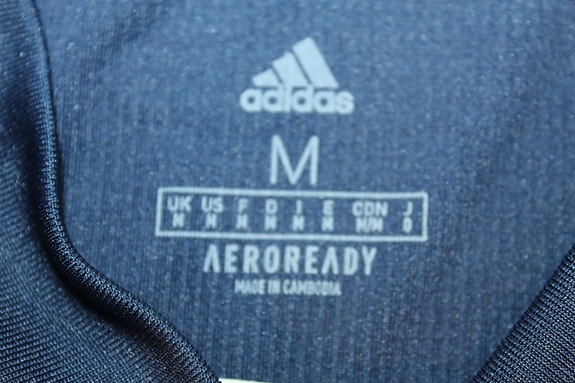 adidas
M
UK US F D I E CDN J
M M M M M M M/M O
AEROREADY
MADE IN CAMBODIA